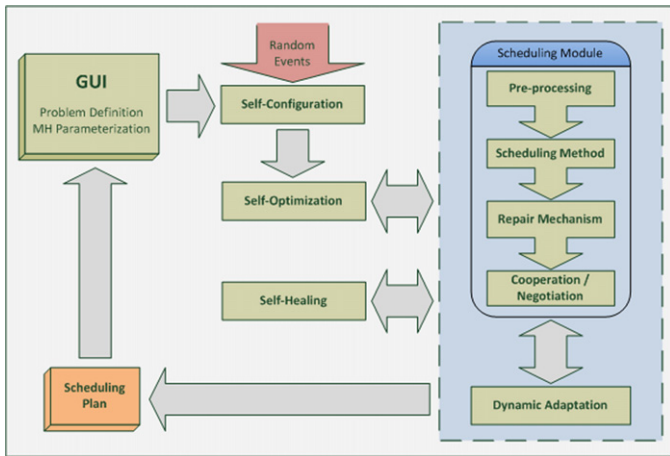 GUI
Problem Definition
MH Parameterization
Random
Events
Self-Configuration
Self-Optimization
Self-Healing
Scheduling Module
Pre-processing
Scheduling Method
Repair Mechanism
Cooperation /
Negotiation
Dynamic Adaptation
Scheduling
Plan